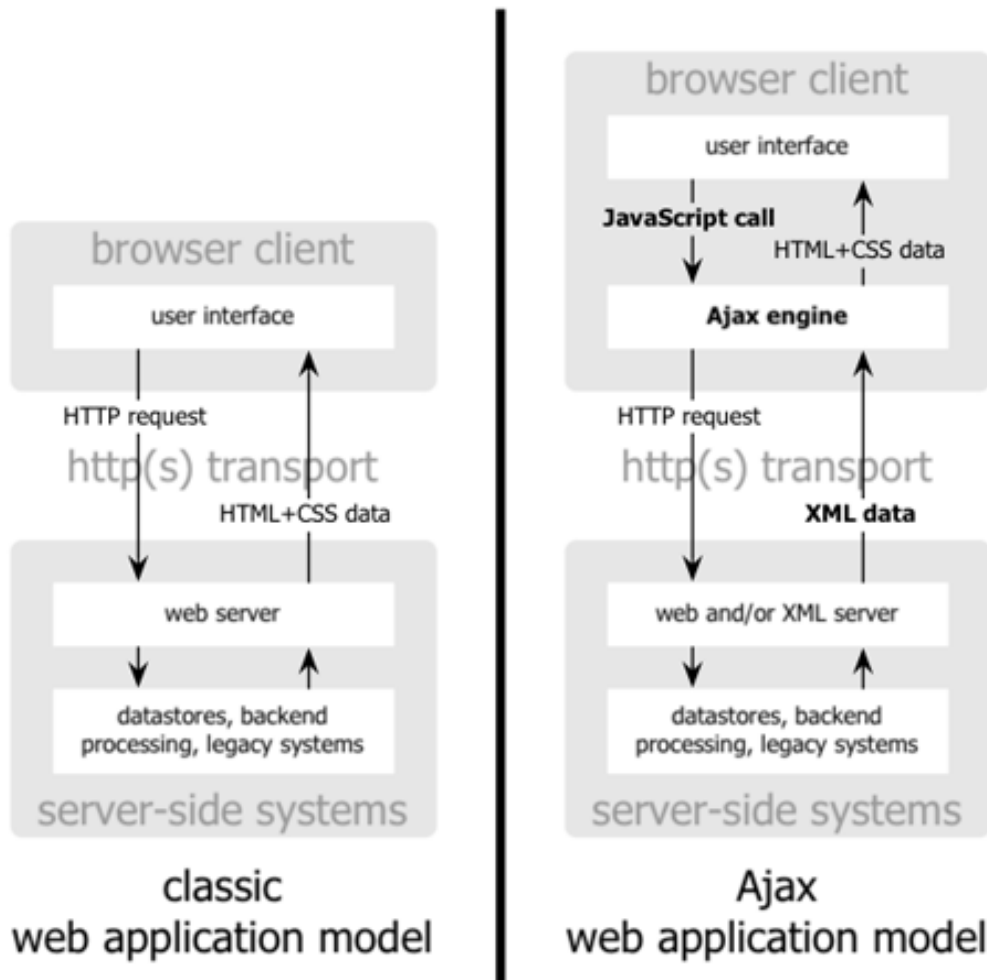 browser client
user interface
HTTP request
http(s) transport
HTML+CSS data
web server
datastores, backend
processing, legacy systems
server-side systems
classic
web application model
browser client
user interface
JavaScript call
HTML+CSS data
Ajax engine
HTTP request
http(s) transport
XML data
web and/or XML server
datastores, backend
processing, legacy systems
server-side systems
Ajax
web application model